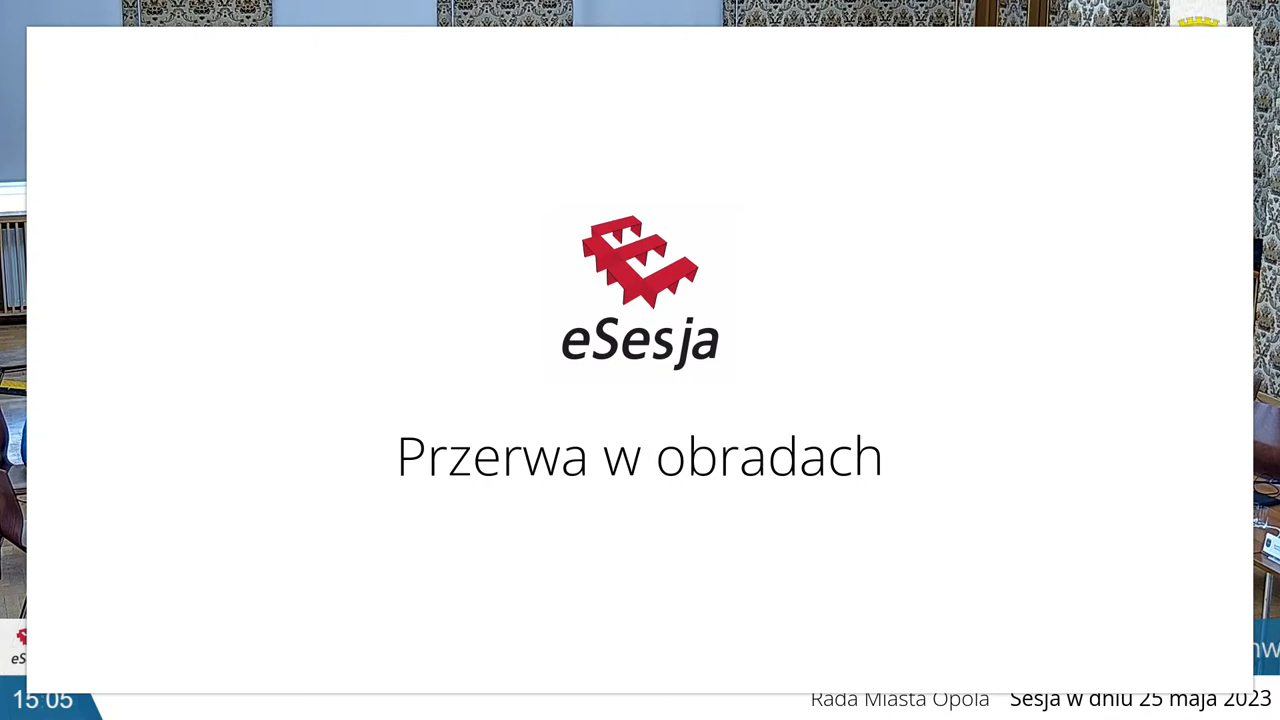 eSesja
Przerwa w obradach
15:05
Rada Miasta Opola Sesja w dniu 25 maja 2023